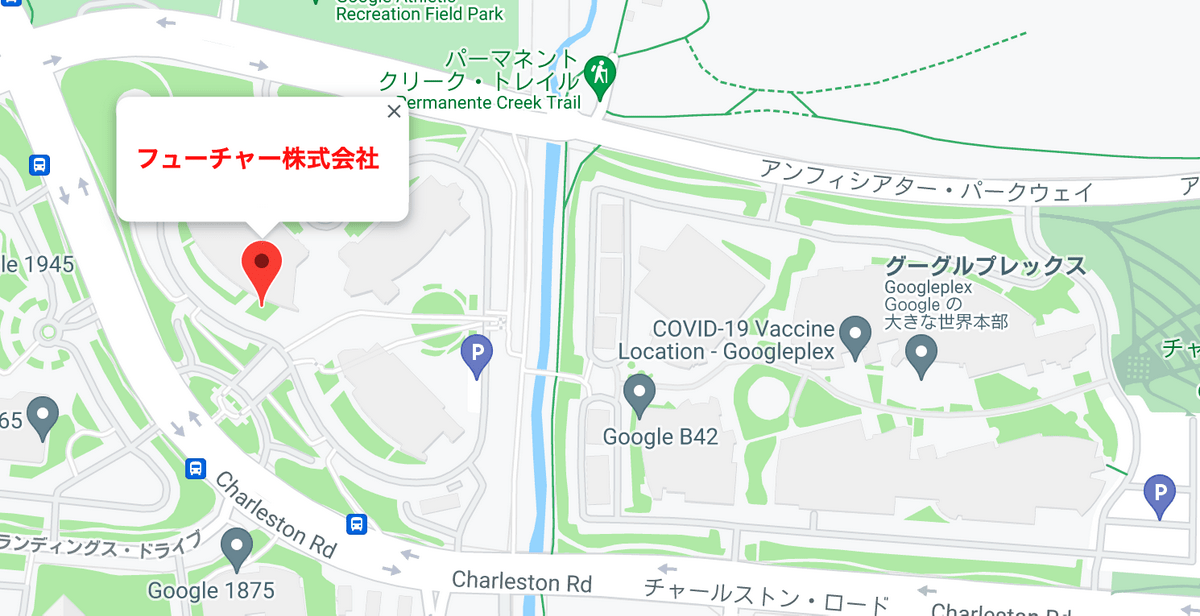 Google Athletic
Recreation Field Park
パーマネント
クリーク・トレイル
Permanente Creek Trail
フューチャー株式会社
アンフィシアター・パークウェイ
ア
le 1945
グーグルプレックス
Googleplex
Google の
大きな世界本部
COVID-19 Vaccine
Location - Googleplex
チャ
P
65
Google B42
P
Charleston Rd
ランディングス・ドライブ
Google 1875
Charleston Rd
チャールストン・ロード
Charleston Rd